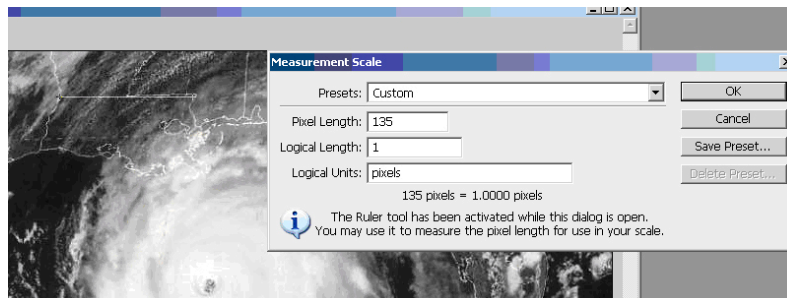 Measurement Scale
Presets: Custom
OK
Pixel Length: 135
Cancel
Logical Length: 1
Save Preset...
Logical Units: pixels
Delete Preset...
135 pixels = 1.0000 pixels
The Ruler tool has been activated while this dialog is open.
You may use it to measure the pixel length for use in your scale.